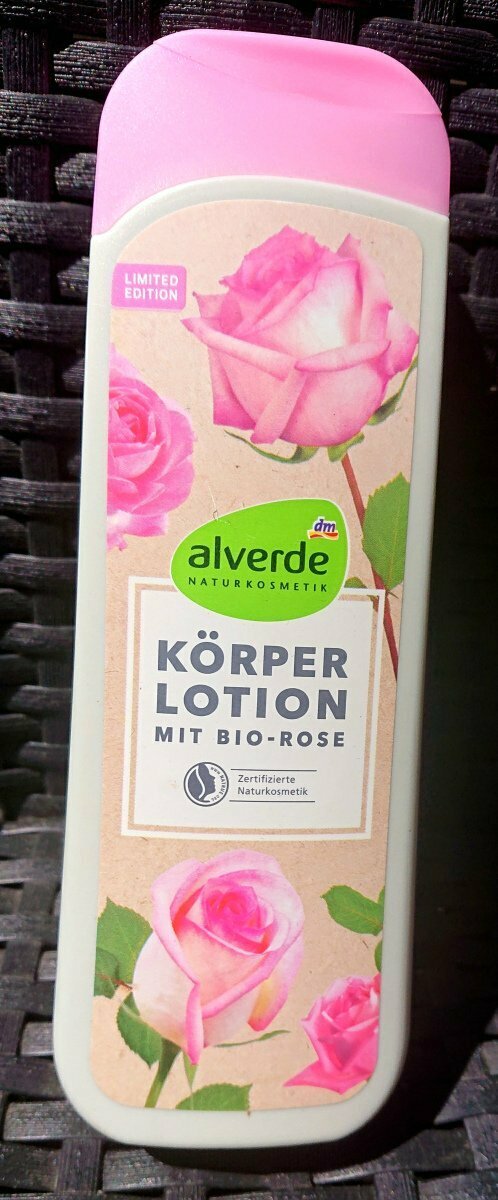 LIMITED
EDITION
dm
alverde
NATURKOSMETIK
KÖRPER
LOTION
MIT BIO-ROSE
Zertifizierte
Naturkosmetik